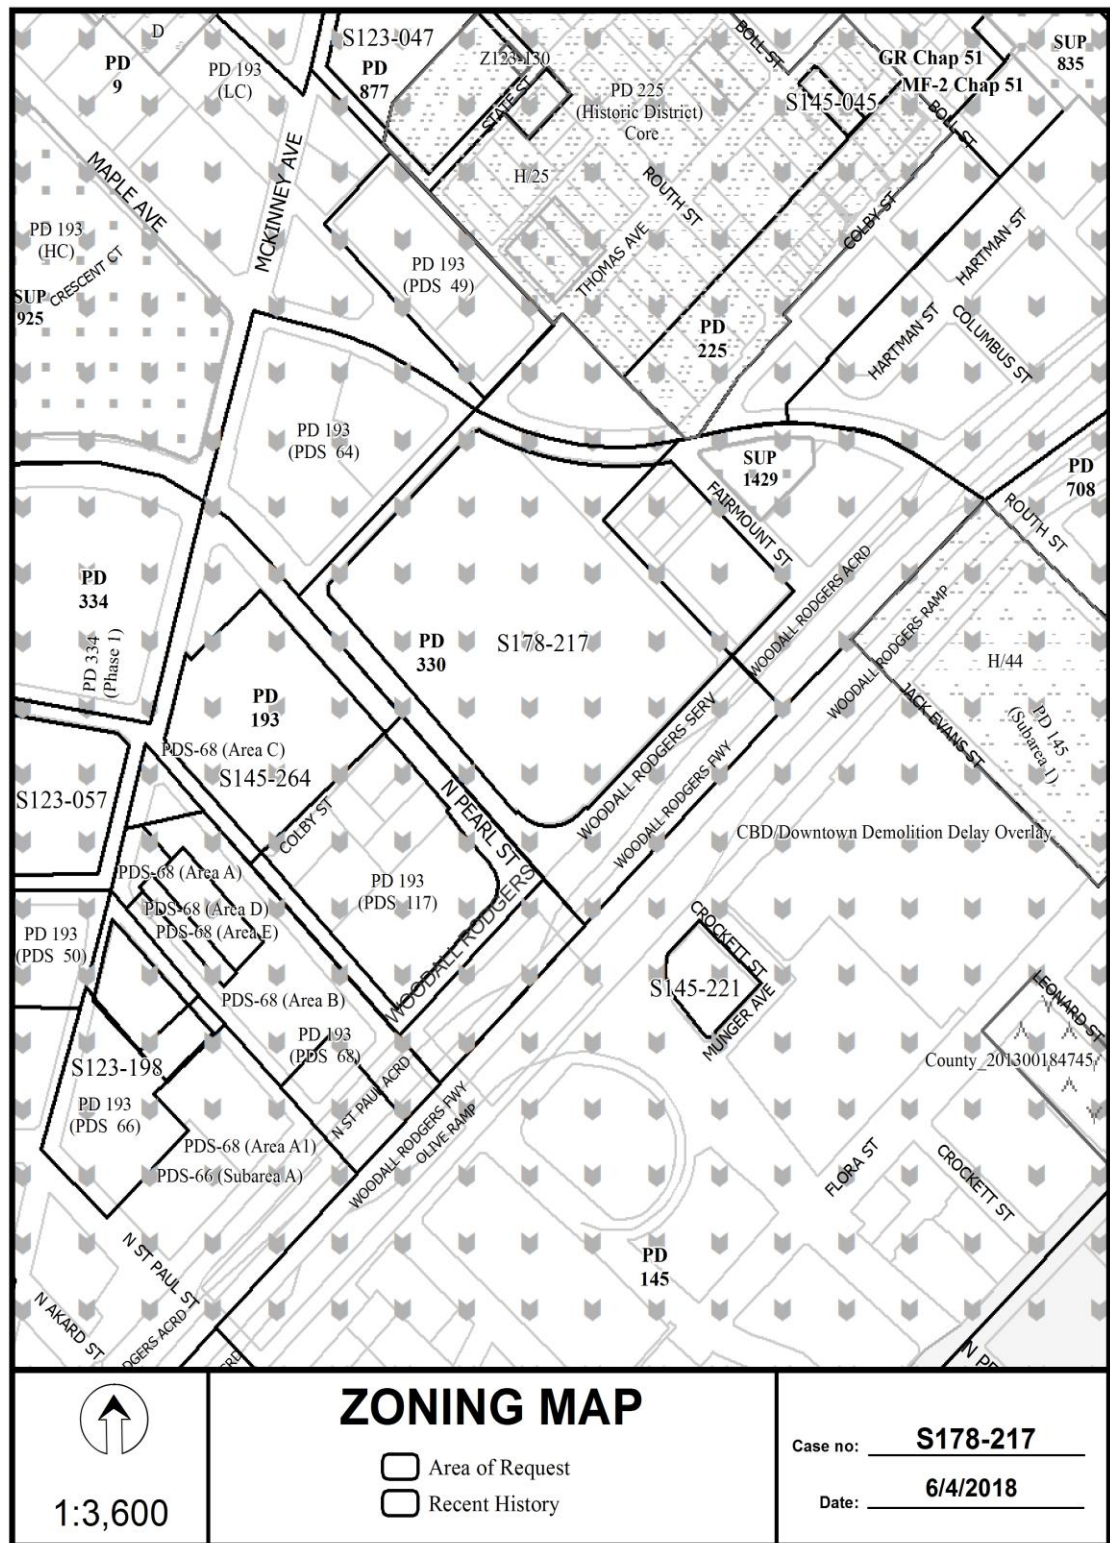 D
S123-047
PD
9
PD 193
(LC)
PD
877
Z123-130
STATE ST
BOLL ST
PD 225
(Historic District)
Core
GR Chap 51
MF-2 Chap 51
SUP
835
S145-045
BOLL ST
MAPLE AVE
MCKINNEY AVE
H/25
ROUTH ST
THOMAS AVE
COLBY ST
HARTMAN ST
PD 193
(HC)
CRESCENT CT
SUP
925
PD 193
(PDS 49)
PD
225
HARTMAN ST
COLUMBUS ST
PD 193
(PDS 64)
SUP
1429
PD
708
FAIRMOUNT ST
ROUTH ST
WOODALL RODGERS ACRD
WOODALL RODGERS RAMP
PD
334
PD 334
(Phase 1)
PD
330
S178-217
H/44
JACK EVANS ST
PD 145
(Subarea 1)
PD
193
PDS-68 (Area C)
S145-264
COLBY ST
N PEARL ST
S
WOODALL RODGERS SERV
WOODALL RODGERS FWY
S123-057
CBD/Downtown Demolition Delay Overlay
PDS-68 (Area A)
PDS-68 (Area D)
PDS-68 (Area E)
PD 193
(PDS 117)
WOODALL RODGERS
PD 193
(PDS 50)
CROCKETT ST
S145-221
MUNGER AVE
LEONARD ST
County_201300184745
PDS-68 (Area B)
PD 193
(PDS 68)
S123-198
PD 193
(PDS 66)
N ST PAUL ACRD
WOODALL RODGERS FWY
OLIVE RAMP
PDS-68 (Area A1)
PDS-66 (Subarea A)
FLORA ST
CROCKETT ST
N ST PAUL ST
N AKARD ST
PD
145
ZONING MAP
Area of Request
Recent History
1:3,600
Case no: S178-217
Date: 6/4/2018